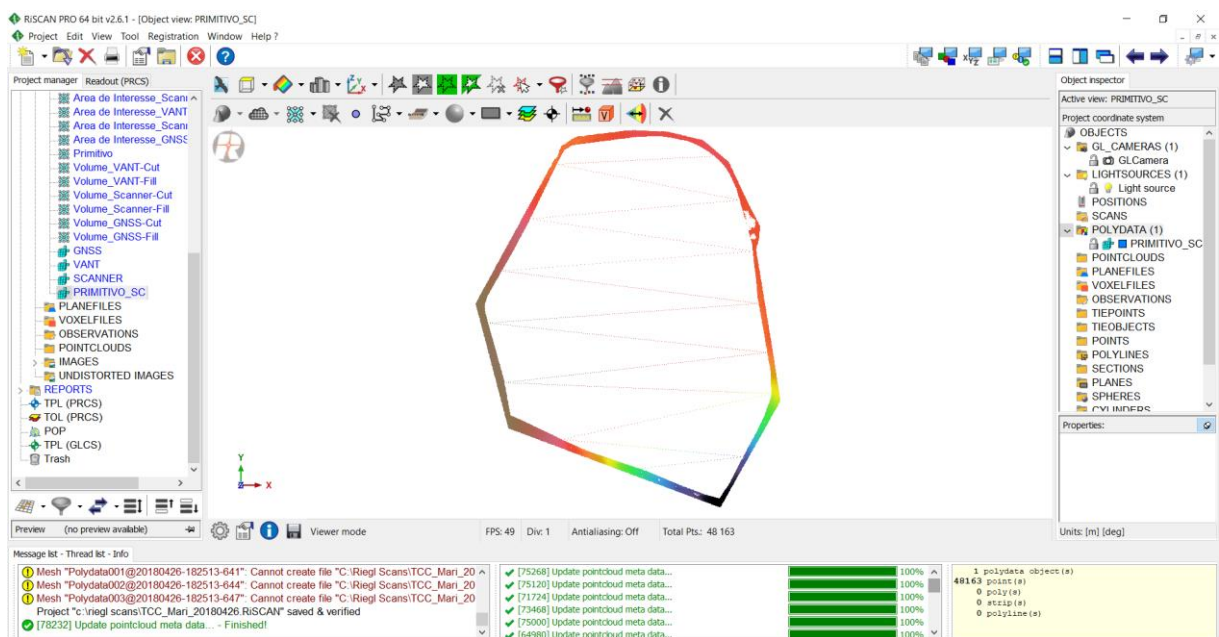 RiSCAN PRO 64 bit v2.6.1 - [Object view: PRIMITIVO_SC]
Project Edit View Tool Registration Window Help ?
Project manager Readout (PRCS)
Area de Interesse_Scann
Area de Interesse_VANT
Area de Interesse_Scann
Area de Interesse_GNSS
Primitivo
Volume_VANT-Cut
Volume_VANT-Fill
Volume_Scanner-Cut
Volume_Scanner-Fill
Volume_GNSS-Cut
Volume_GNSS-Fill
GNSS
VANT
SCANNER
PRIMITIVO_SC
PLANEFILES
VOXELFILES
OBSERVATIONS
POINTCLOUDS
IMAGES
UNDISTORTED IMAGES
REPORTS
TPL (PRCS)
TOL (PRCS)
POP
TPL (GLCS)
Trash
Preview (no preview available)
Y
Z X
Viewer mode FPS: 49 Div: 1 Antialiasing: Off Total Pts.: 48 163
Object inspector
Active view: PRIMITIVO_SC
Project coordinate system
OBJECTS
GL_CAMERAS (1)
GLCamera
LIGHTSOURCES (1)
Light source
POSITIONS
SCANS
POLYDATA (1)
PRIMITIVO_SC
POINTCLOUDS
PLANEFILES
VOXELFILES
OBSERVATIONS
TIEPOINTS
TIEOBJECTS
POINTS
POLYLINES
SECTIONS
PLANES
SPHERES
CYLINDERS
Properties:
Units: [m] [deg]
Message list - Thread list - Info
Mesh "Polydata001@20180426-182513-641": Cannot create file "C:\Riegl Scans\TCC_Mari_20
Mesh "Polydata002@20180426-182513-644": Cannot create file "C:\Riegl Scans\TCC_Mari_20
Mesh "Polydata003@20180426-182513-647": Cannot create file "C:\Riegl Scans\TCC_Mari_20
Project "c:\riegl scans\TCC_Mari_20180426.RiSCAN" saved & verified
[78232] Update pointcloud meta data... - Finished!
[75268] Update pointcloud meta data... 100%
[75120] Update pointcloud meta data... 100%
[71724] Update pointcloud meta data... 100%
[73468] Update pointcloud meta data... 100%
[75000] Update pointcloud meta data... 100%
[64980] Update pointcloud meta data... 100%
1 polydata object(s)
48163 point(s)
0 poly(s)
0 strip(s)
0 polyline(s)